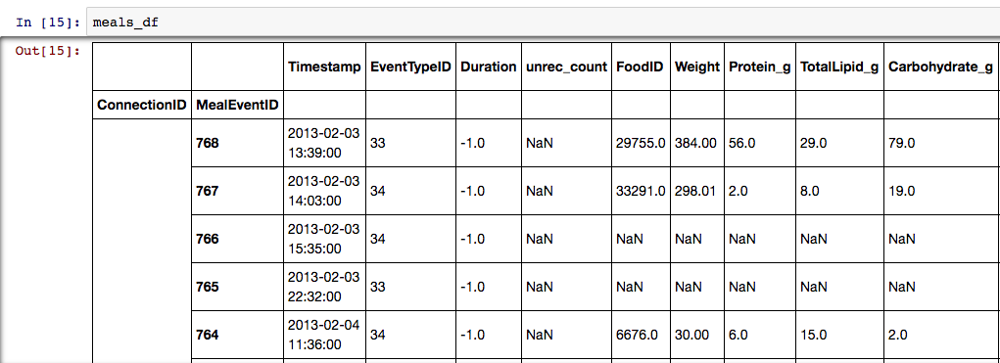 In [15]: meals_df
Out[15]:
Timestamp EventTypeID Duration unrec_count FoodID Weight Protein_g TotalLipid_g Carbohydrate_g
ConnectionID MealEventID
768 2013-02-03 13:39:00 33 -1.0 NaN 29755.0 384.00 56.0 29.0 79.0
767 2013-02-03 14:03:00 34 -1.0 NaN 33291.0 298.01 2.0 8.0 19.0
766 2013-02-03 15:35:00 34 -1.0 NaN NaN NaN NaN NaN NaN
765 2013-02-03 22:32:00 33 -1.0 NaN NaN NaN NaN NaN NaN
764 2013-02-04 11:36:00 34 -1.0 NaN 6676.0 30.00 6.0 15.0 2.0